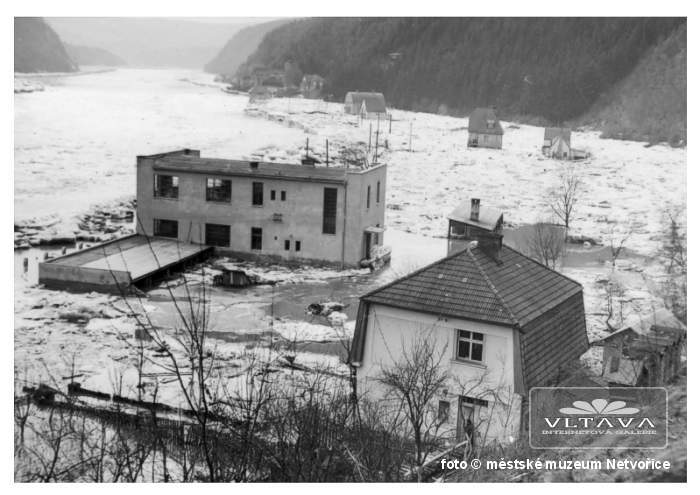 VLTAVA
INTERNETOVÁ GALERIE
foto © městské muzeum Netvořice